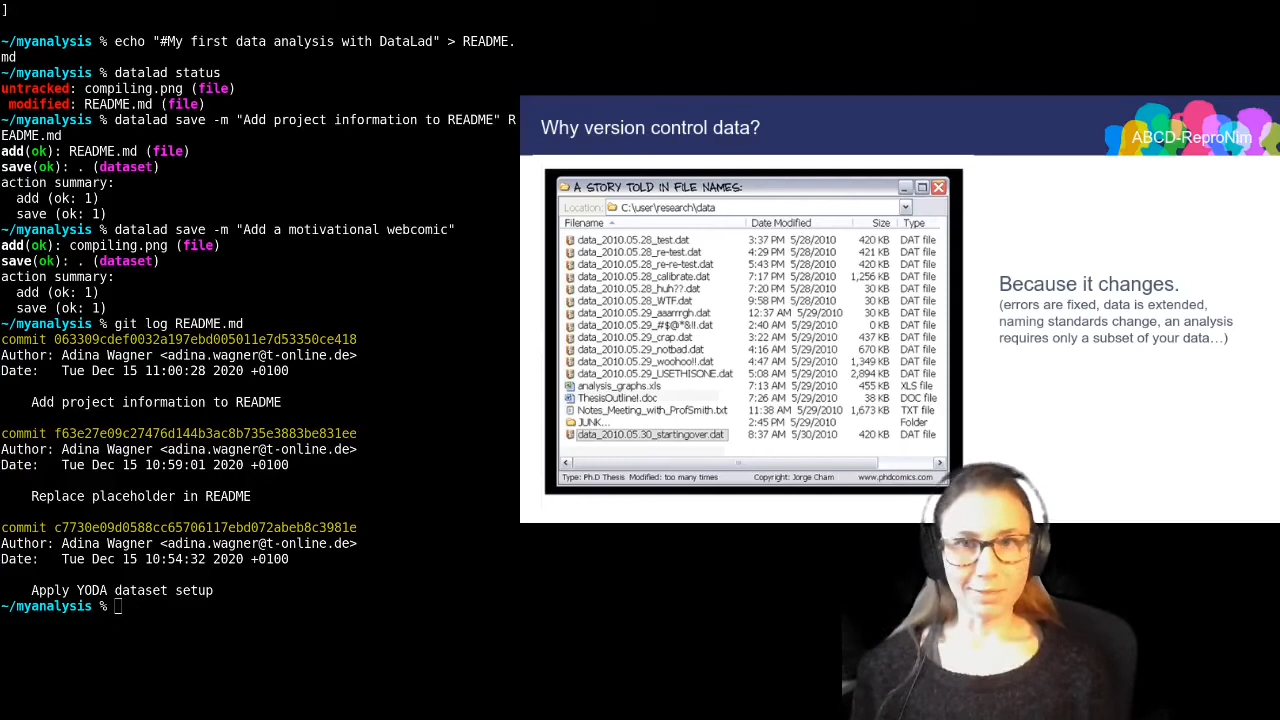 ]
~/myanalysis % echo "#My first data analysis with DataLad" > README.
md
~/myanalysis % datalad status
untracked: compiling.png (file)
 modified: README.md (file)
~/myanalysis % datalad save -m "Add project information to README" R
EADME.md
add(ok): README.md (file)
save(ok): . (dataset)
action summary:
  add (ok: 1)
  save (ok: 1)
~/myanalysis % datalad save -m "Add a motivational webcomic"
add(ok): compiling.png (file)
save(ok): . (dataset)
action summary:
  add (ok: 1)
  save (ok: 1)
~/myanalysis % git log README.md
commit 063309cdef0032a197ebd005011e7d53350ce418
Author: Adina Wagner <adina.wagner@t-online.de>
Date:   Tue Dec 15 11:00:28 2020 +0100
    Add project information to README
commit f63e27e09c27476d144b3ac8b735e3883be831ee
Author: Adina Wagner <adina.wagner@t-online.de>
Date:   Tue Dec 15 10:59:01 2020 +0100
    Replace placeholder in README
commit c7730e09d0588cc65706117ebd072abeb8c3981e
Author: Adina Wagner <adina.wagner@t-online.de>
Date:   Tue Dec 15 10:54:32 2020 +0100
    Apply YODA dataset setup
~/myanalysis %
Why version control data?
ABCD-ReproNim
A STORY TOLD IN FILE NAMES:
Location: C:\user\research\data
Filename Date Modified Size Type
data_2010.05.28_test.dat 3:37 PM 5/28/2010 420 KB DAT file
data_2010.05.28_re-test.dat 4:29 PM 5/28/2010 421 KB DAT file
data_2010.05.28_re-re-test.dat 5:43 PM 5/28/2010 420 KB DAT file
data_2010.05.28_calibrate.dat 7:17 PM 5/28/2010 1,256 KB DAT file
data_2010.05.28_huh??.dat 7:20 PM 5/28/2010 30 KB DAT file
data_2010.05.28_WTF.dat 9:58 PM 5/28/2010 30 KB DAT file
data_2010.05.29_aaarrrgh.dat 12:37 AM 5/29/2010 30 KB DAT file
data_2010.05.29_#$@*&!!.dat 2:40 AM 5/29/2010 0 KB DAT file
data_2010.05.29_crap.dat 3:22 AM 5/29/2010 437 KB DAT file
data_2010.05.29_notbad.dat 4:16 AM 5/29/2010 670 KB DAT file
data_2010.05.29_woohoo!!.dat 4:47 AM 5/29/2010 1,349 KB DAT file
data_2010.05.29_USETHISONE.dat 5:08 AM 5/29/2010 2,894 KB DAT file
analysis_graphs.xls 7:13 AM 5/29/2010 455 KB XLS file
ThesisOutline!.doc 7:26 AM 5/29/2010 38 KB DOC file
Notes_Meeting_with_ProfSmith.txt 11:38 AM 5/29/2010 1,673 KB TXT file
JUNK... 2:45 PM 5/29/2010 Folder
data_2010.05.30_startingover.dat 8:37 AM 5/30/2010 420 KB DAT file
Type: Ph.D Thesis Modified: too many times Copyright: Jorge Cham www.phdcomics.com
Because it changes.
(errors are fixed, data is extended,
naming standards change, an analysis
requires only a subset of your data…)